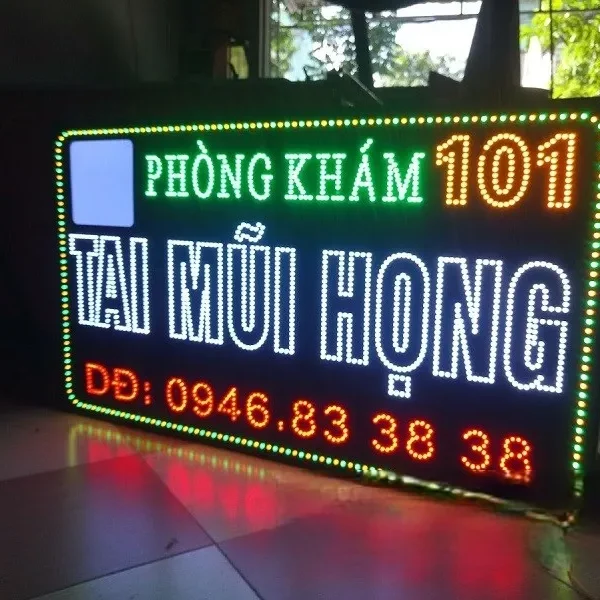 PHÒNG KHÁM 101
TAI MŨI HỌNG
DĐ: 0946.83 38 38